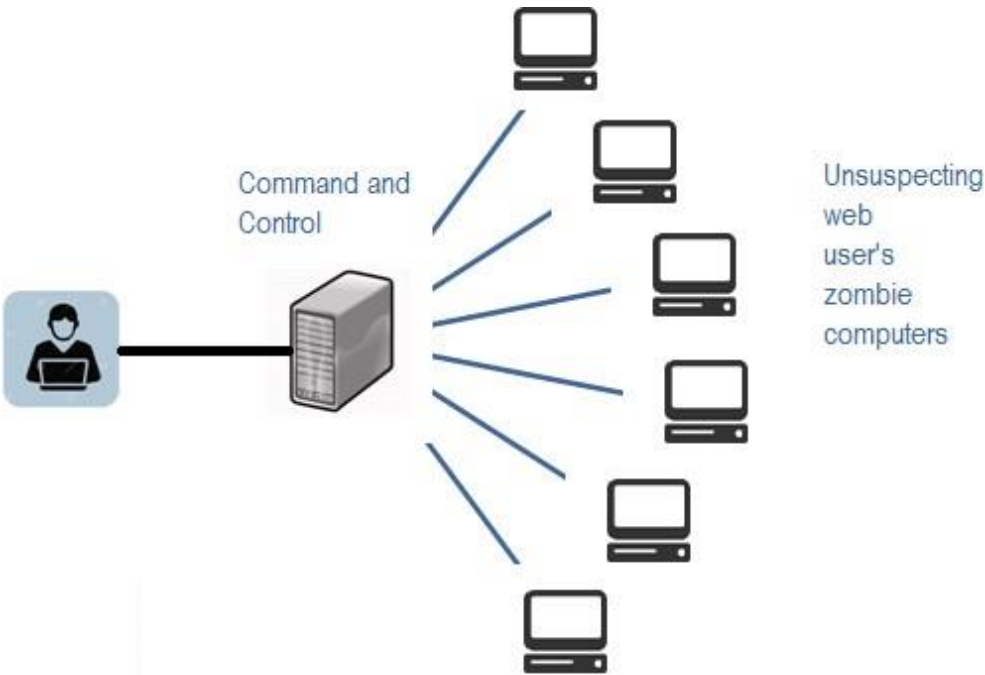 Command and
Control
Unsuspecting
web
user's
zombie
computers